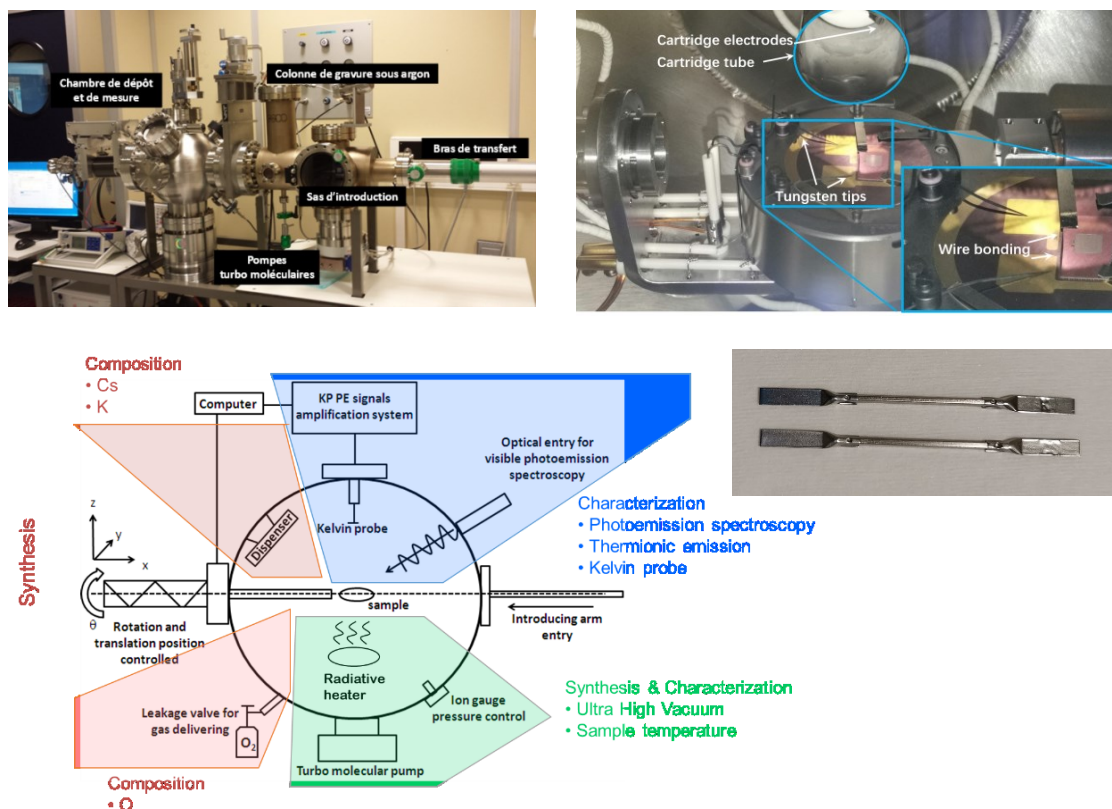 Chambre de dépôt
et de mesure
Colonne de gravure sous argon
Bras de transfert
Sas d'introduction
Pompes
turbo moléculaires
Cartridge electrodes
Cartridge tube
Tungsten tips
Wire bonding
Composition
• Cs
• K
Computer
KP PE signals
amplification system
Optical entry for
visible photoemission
spectroscopy
Characterization
• Photoemission spectroscopy
• Thermionic emission
• Kelvin probe
Kelvin probe
Dispenser
Synthesis
z
y
x
θ
sample
Rotation and
translation position
controlled
Introducing arm
entry
Radiative
heater
Ion gauge
pressure control
Leakage valve for
gas delivering
O₂
Turbo molecular pump
Synthesis & Characterization
• Ultra High Vacuum
• Sample temperature
Composition
• O